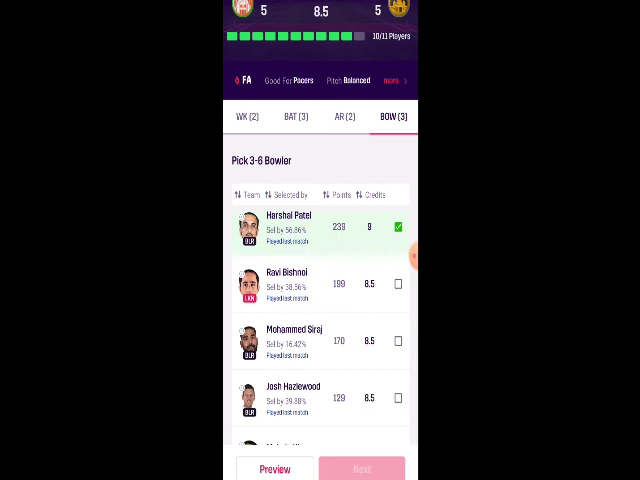 5 8.5 5
10/11 Players
FA Good For Pacers Pitch Balanced more >
WK (2) BAT (3) AR (2) BOW (3)
Pick 3-6 Bowler
Team Selected by Points Credits
Harshal Patel
Sel by 56.86% 239 9
BLR Played last match
Ravi Bishnoi
Sel by 38.56% 199 8.5
LKN Played last match
Mohammed Siraj
Sel by 16.42% 170 8.5
BLR Played last match
Josh Hazlewood
Sel by 39.88% 129 8.5
BLR Played last match
Preview Next